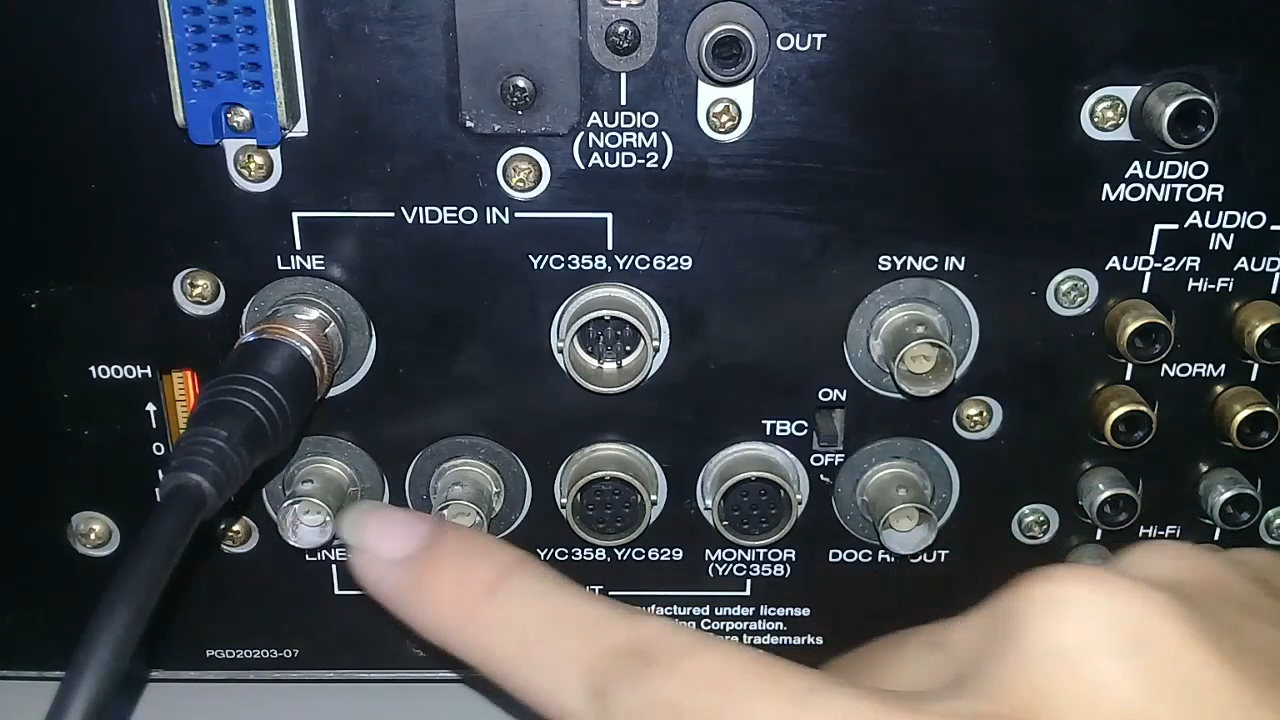 OUT
AUDIO
(NORM
AUD-2)
AUDIO
MONITOR
VIDEO IN
AUDIO
IN
LINE
Y/C358,Y/C629
SYNC IN
AUD-2/R
Hi-Fi
1000H
NORM
ON
TBC
0
OFF
Hi-Fi
LINE
Y/C358,Y/C629
MONITOR
(Y/C358)
OUT
under license
Corporation.
trademarks
PGD20203-07